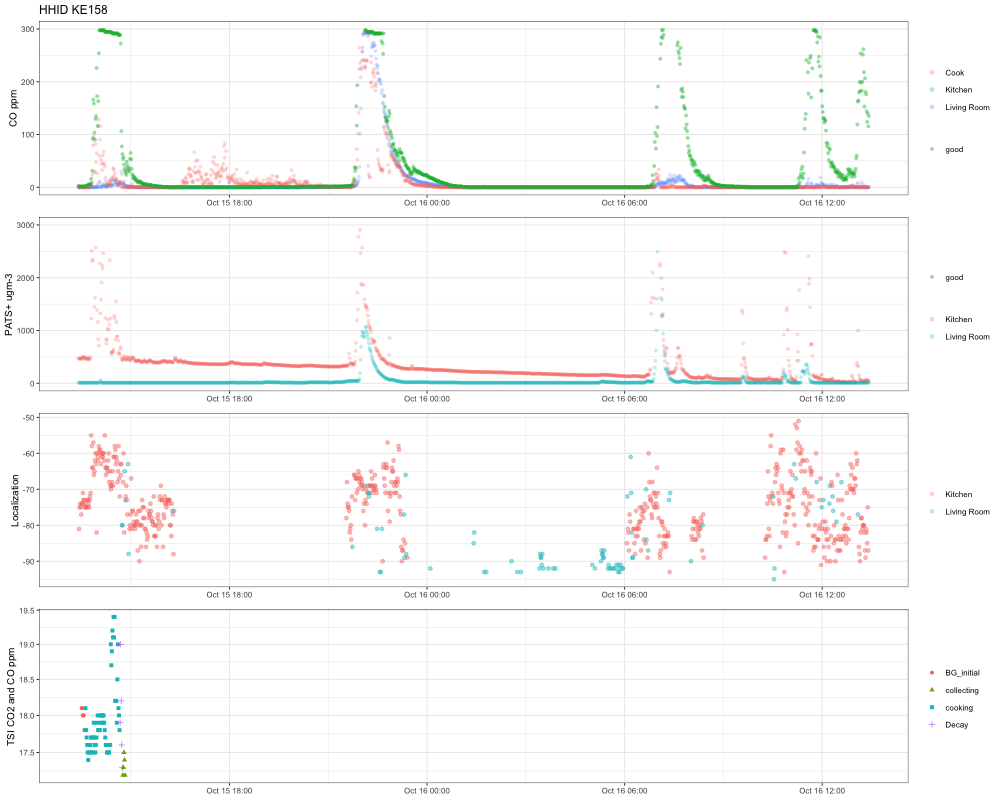 HHID KE158
CO ppm
300
200
100
0
Oct 15 18:00
Oct 16 00:00
Oct 16 06:00
Oct 16 12:00
Cook
Kitchen
Living Room
good
PATS+ ugm-3
3000
2000
1000
0
Oct 15 18:00
Oct 16 00:00
Oct 16 06:00
Oct 16 12:00
good
Kitchen
Living Room
Localization
-50
-60
-70
-80
-90
Oct 15 18:00
Oct 16 00:00
Oct 16 06:00
Oct 16 12:00
Kitchen
Living Room
TSI CO2 and CO ppm
19.5
19.0
18.5
18.0
17.5
Oct 15 18:00
Oct 16 00:00
Oct 16 06:00
Oct 16 12:00
BG_initial
collecting
cooking
Decay